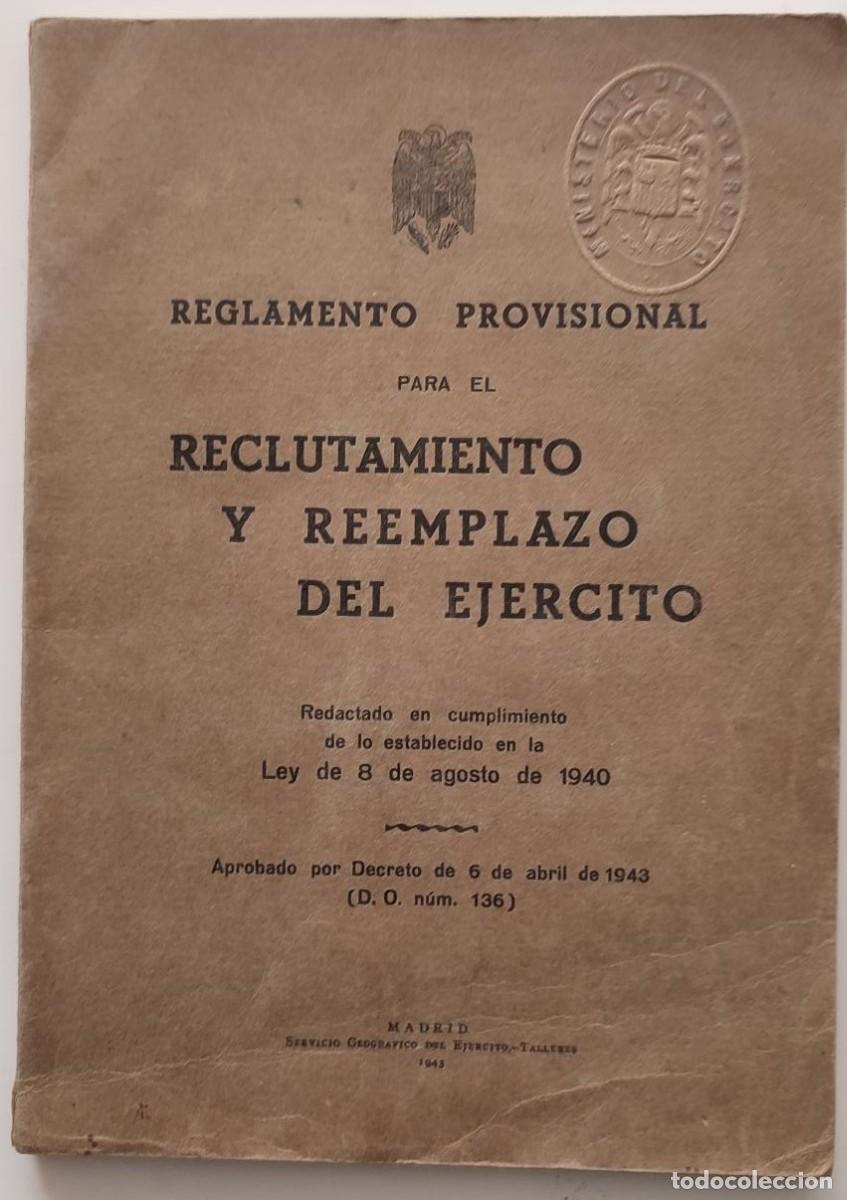 MINISTERIO DEL EJERCITO
REGLAMENTO PROVISIONAL
PARA EL
RECLUTAMIENTO
Y REEMPLAZO
DEL EJERCITO
Redactado en cumplimiento
de lo establecido en la
Ley de 8 de agosto de 1940
Aprobado por Decreto de 6 de abril de 1943
(D. O. núm. 136)
MADRID
SERVICIO GEOGRAFICO DEL EJERCITO.-TALLERES
1943
todocoleccion